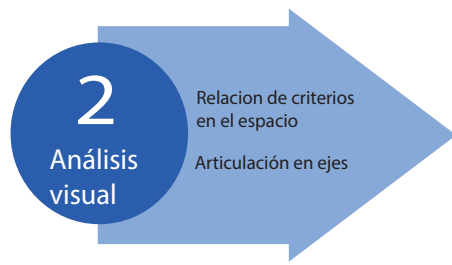 2
Análisis
visual
Relacion de criterios
en el espacio
Articulación en ejes